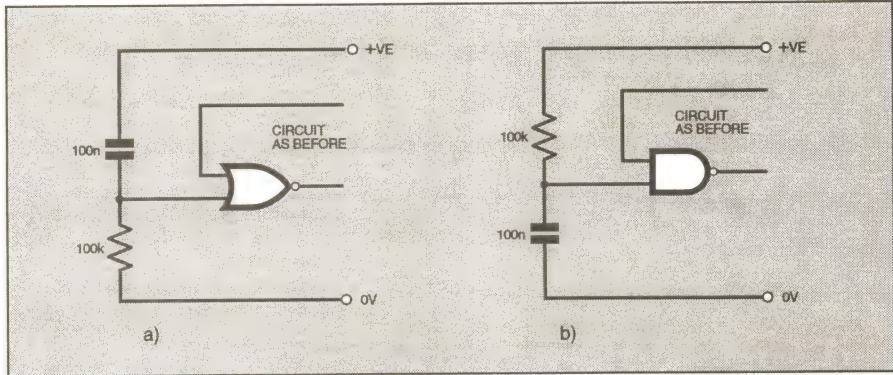 +VE
CIRCUIT
AS BEFORE
100n
100k
0V
a)
+VE
CIRCUIT
AS BEFORE
100k
100n
0V
b)